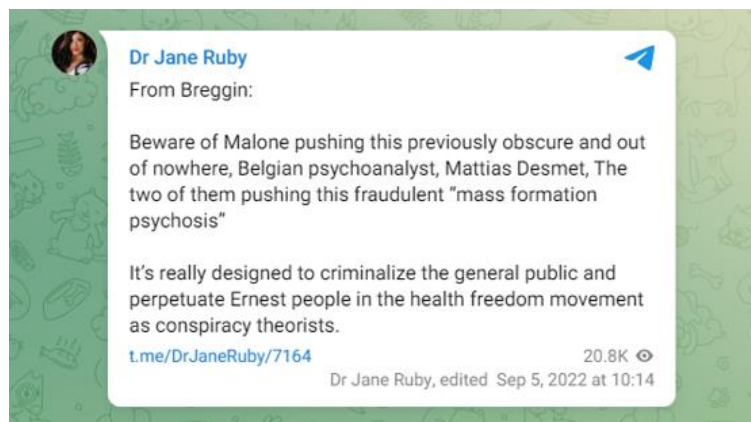 Dr Jane Ruby
From Breggin:
Beware of Malone pushing this previously obscure and out
of nowhere, Belgian psychoanalyst, Mattias Desmet, The
two of them pushing this fraudulent “mass formation
psychosis”
It’s really designed to criminalize the general public and
perpetuate Ernest people in the health freedom movement
as conspiracy theorists.
t.me/DrJaneRuby/7164 20.8K
Dr Jane Ruby, edited Sep 5, 2022 at 10:14